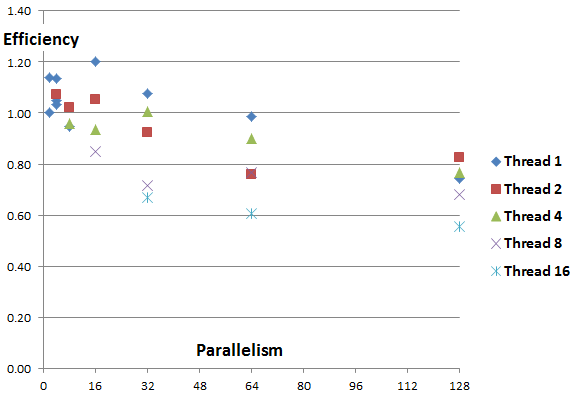 1.40
Efficiency
1.20
1.00
0.80
0.60
0.40
0.20
0.00
Parallelism
0 16 32 48 64 80 96 112 128
Thread 1
Thread 2
Thread 4
Thread 8
Thread 16